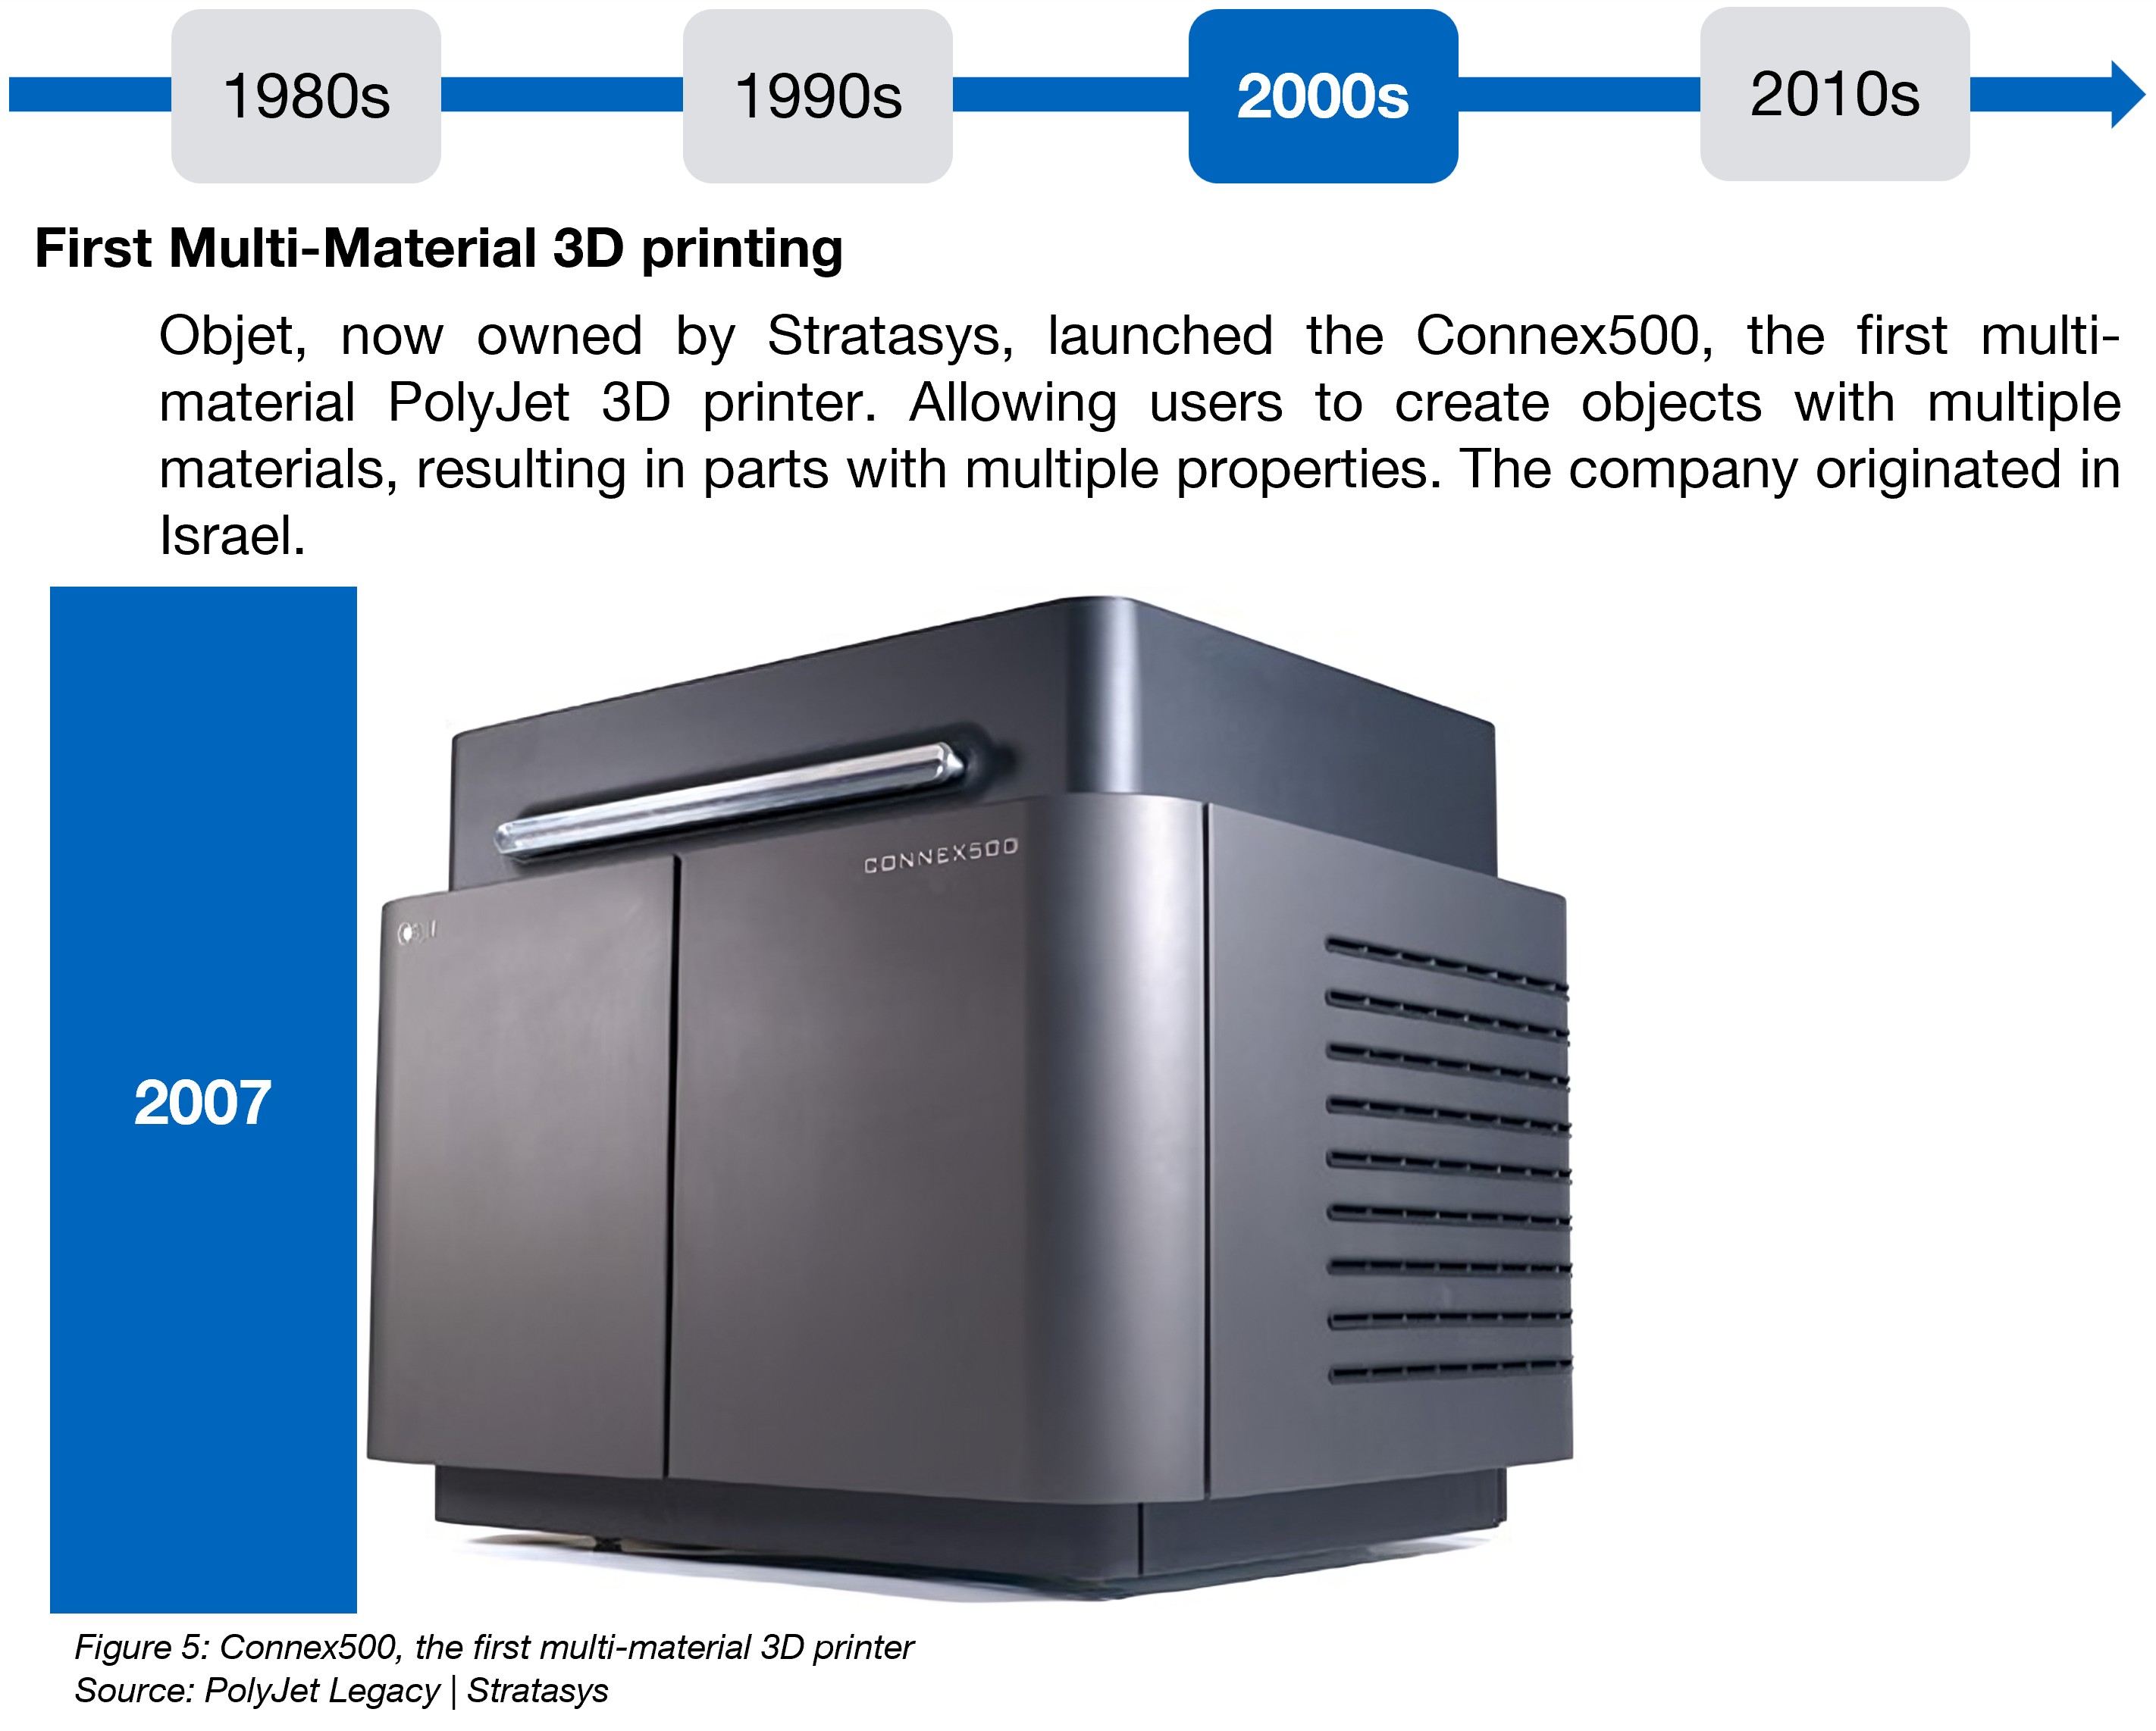 1980s
1990s
2000s
2010s
First Multi-Material 3D printing
Objet, now owned by Stratasys, launched the Connex500, the first multi-
material PolyJet 3D printer. Allowing users to create objects with multiple
materials, resulting in parts with multiple properties. The company originated in
Israel.
CONNEX500
2007
Figure 5: Connex500, the first multi-material 3D printer
Source: PolyJet Legacy | Stratasys